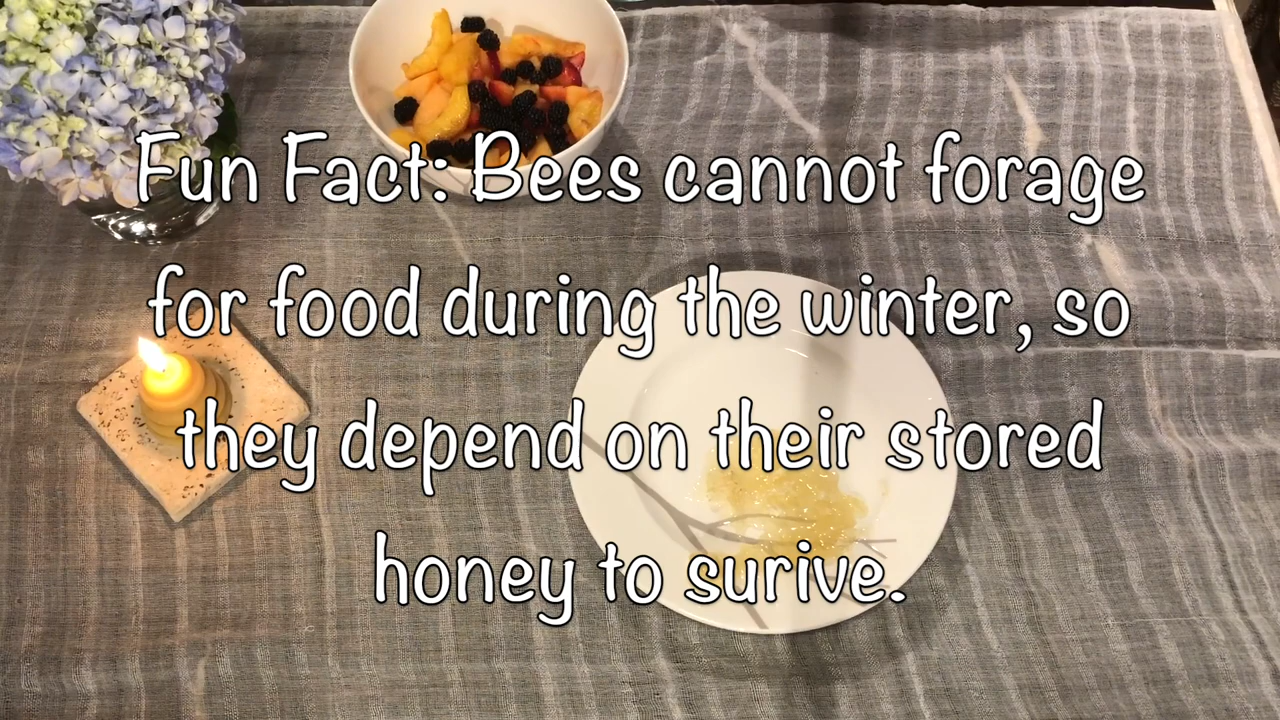 Fun Fact: Bees cannot forage
for food during the winter, so
they depend on their stored
honey to surive.